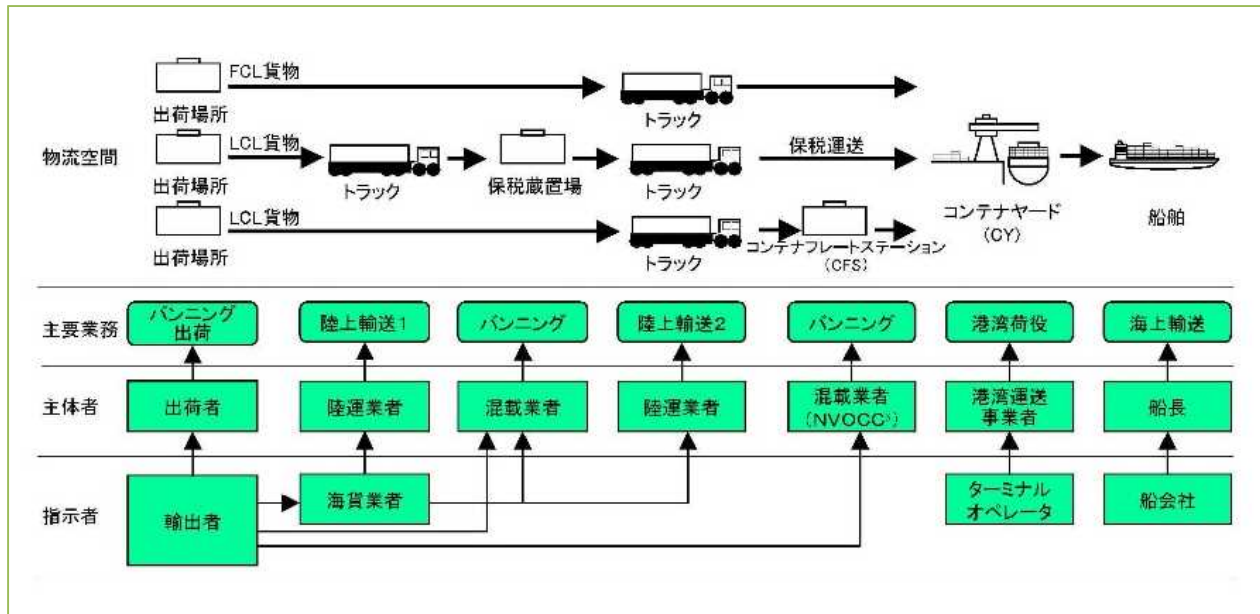 FCL貨物
出荷場所
トラック
物流空間
LCL貨物
保税運送
出荷場所
トラック
保税蔵置場
トラック
コンテナヤード
(CY)
船舶
LCL貨物
出荷場所
トラック
コンテナフレートステーション
(CFS)
主要業務
バンニング
出荷
陸上輸送1
バンニング
陸上輸送2
バンニング
港湾荷役
海上輸送
主体者
出荷者
陸運業者
混載業者
陸運業者
混載業者
(NVOCC³⁾)
港湾運送
事業者
船長
指示者
輸出者
海貨業者
ターミナル
オペレータ
船会社